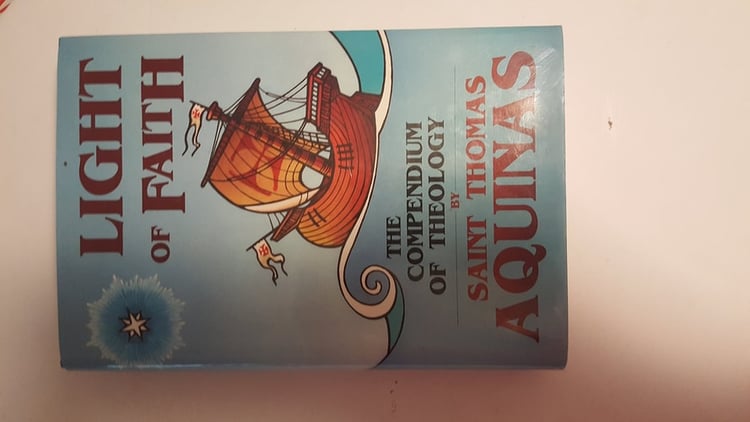 LIGHT
OF FAITH
THE
COMPENDIUM
OF THEOLOGY
BY
SAINT THOMAS
AQUINAS